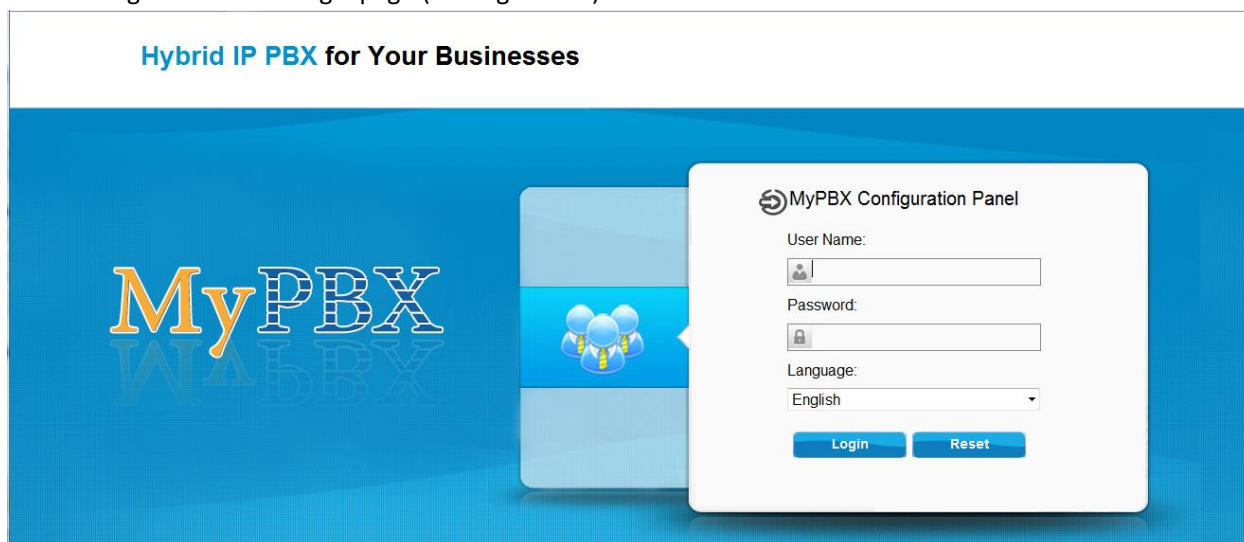 Hybrid IP PBX for Your Businesses
MyPBX
MyPBX Configuration Panel
User Name:
Password:
Language:
English
Login Reset